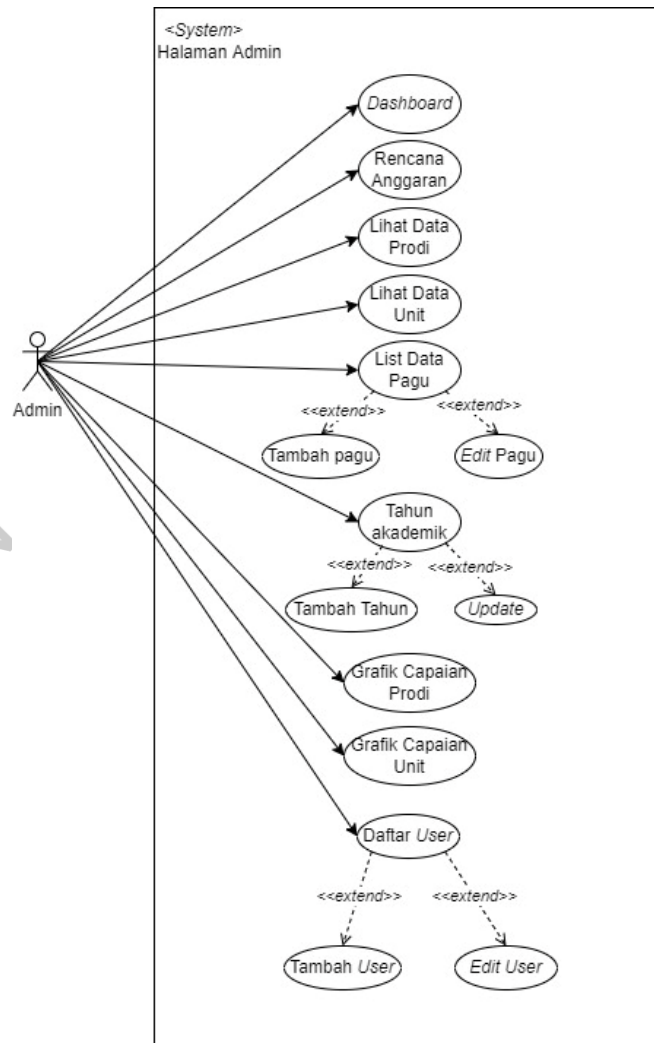 <System>
Halaman Admin
Dashboard
Rencana
Anggaran
Lihat Data
Prodi
Lihat Data
Unit
List Data
Pagu
Admin
<<extend>>
<<extend>>
Tambah pagu
Edit Pagu
Tahun
akademik
<<extend>>
<<extend>>
Tambah Tahun
Update
Grafik Capaian
Prodi
Grafik Capaian
Unit
Daftar User
<<extend>>
<<extend>>
Tambah User
Edit User